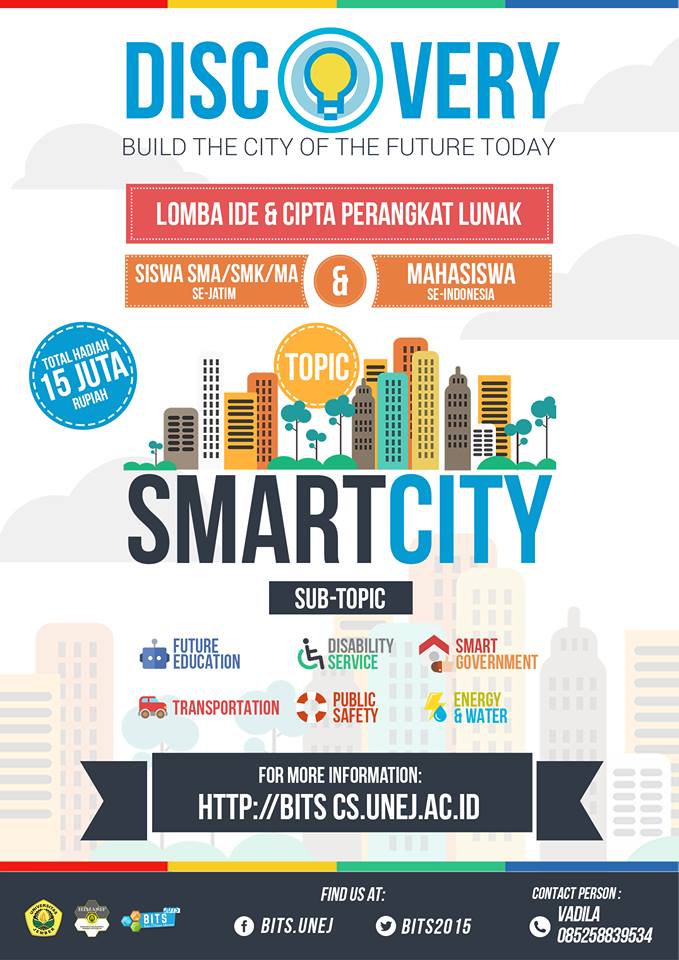 DISCOVERY
BUILD THE CITY OF THE FUTURE TODAY
LOMBA IDE & CIPTA PERANGKAT LUNAK
SISWA SMA/SMK/MA
SE-JATIM
&
MAHASISWA
SE-INDONESIA
TOTAL HADIAH
15 JUTA
RUPIAH
TOPIC
SMARTCITY
SUB-TOPIC
FUTURE
EDUCATION
DISABILITY
SERVICE
SMART
GOVERNMENT
TRANSPORTATION
PUBLIC
SAFETY
ENERGY
& WATER
FOR MORE INFORMATION:
HTTP://BITS CS.UNEJ.AC.ID
FIND US AT:
BITS.UNEJ
BITS2015
CONTACT PERSON :
VADILA
085258839534
UNIVERSITAS
JEMBER
BITS